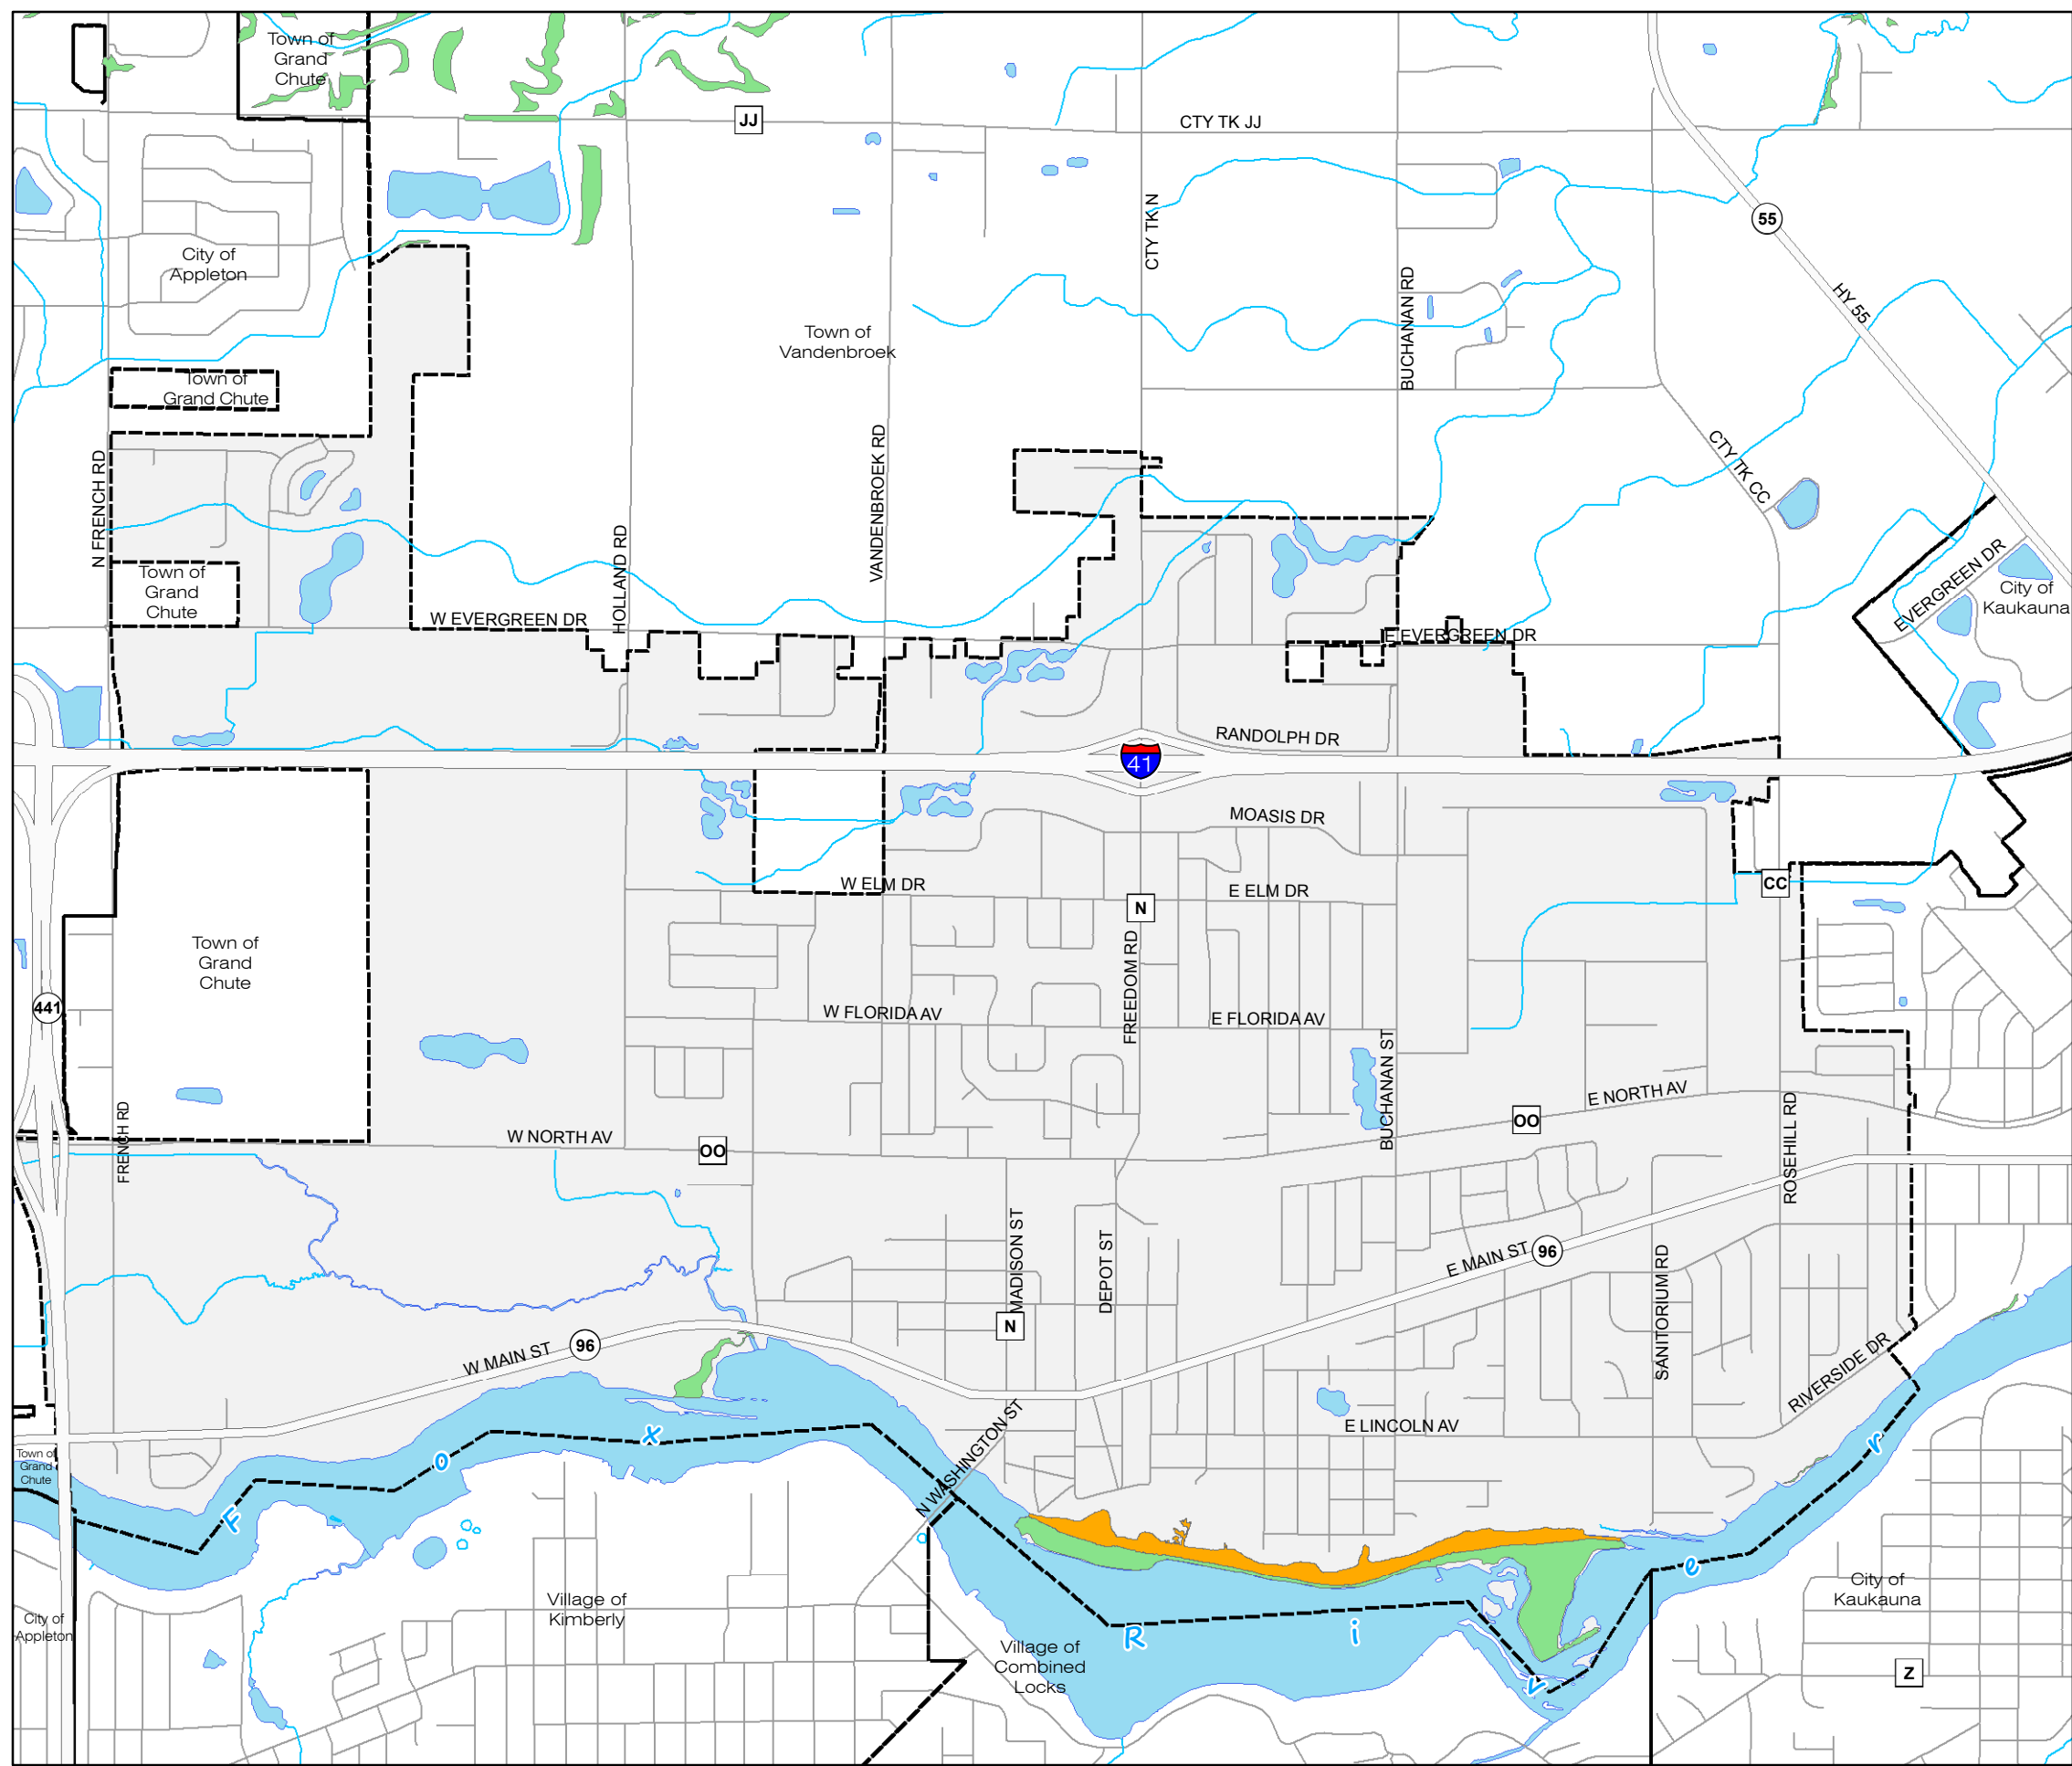 Town of
Grand
Chute
JJ
CTY TK JJ
CTY TK N
55
HY 55
City of
Appleton
BUCHANAN RD
Town of
Vandenbroek
Town of
Grand Chute
N FRENCH RD
VANDENBROEK RD
HOLLAND RD
CTY TK CC
Town of
Grand
Chute
W EVERGREEN DR
E EVERGREEN DR
EVERGREEN DR
City of
Kaukauna
RANDOLPH DR
41
MOASIS DR
W ELM DR
E ELM DR
CC
N
Town of
Grand
Chute
FREEDOM RD
441
W FLORIDA AV
E FLORIDA AV
BUCHANAN ST
E NORTH AV
OO
FRENCH RD
W NORTH AV
OO
ROSEHILL RD
MADISON ST
DEPOT ST
E MAIN ST
96
SANITORIUM RD
N
W MAIN ST
96
RIVERSIDE DR
E LINCOLN AV
N WASHINGTON ST
Town of
Grand
Chute
F o x
R i v e r
Village of
Kimberly
City of
Appleton
Village of
Combined
Locks
City of
Kaukauna
Z